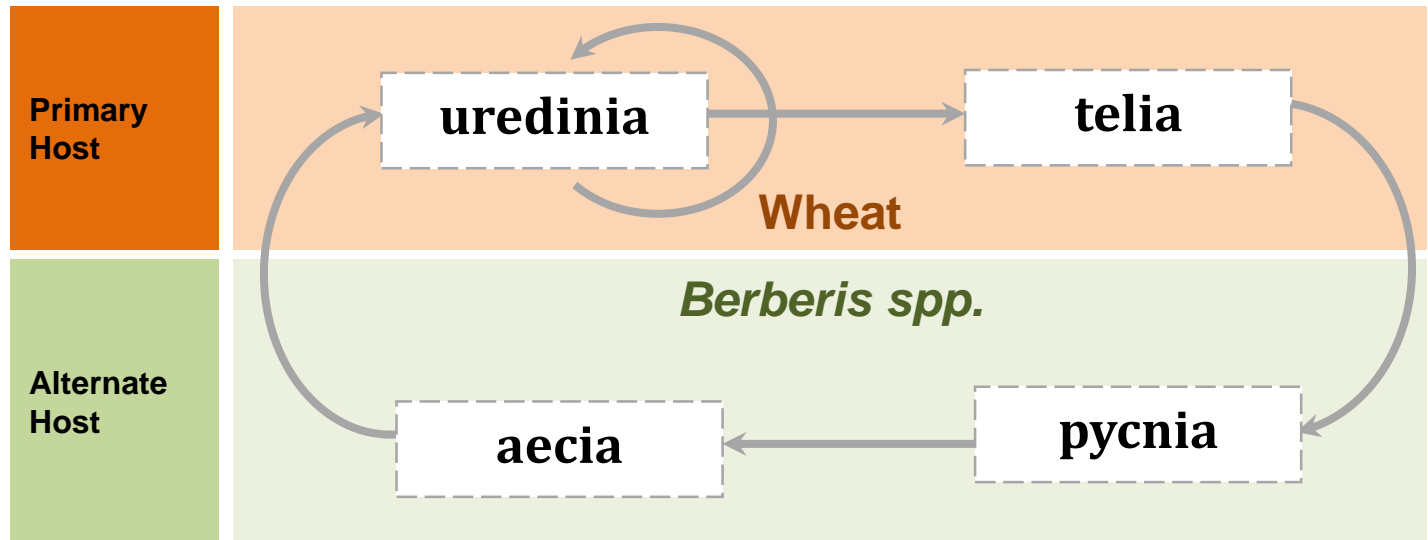 Primary
Host
uredinia
telia
Wheat
Berberis spp.
Alternate
Host
aecia
pycnia